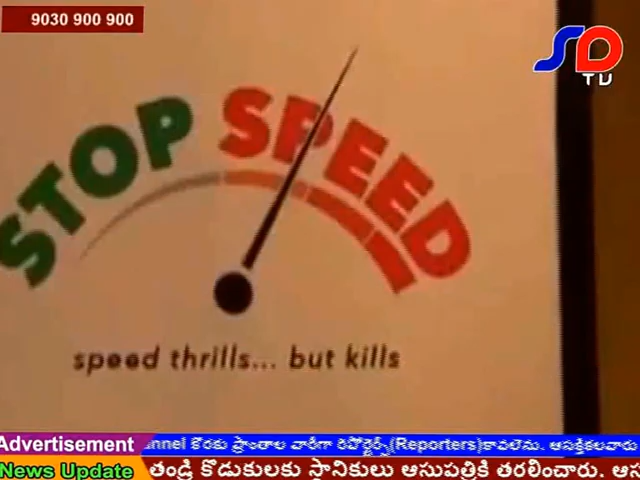 9030 900 900
SD
TV
STOP SPEED
speed thrills... but kills
Advertisement
nnel కొరకు ప్రాంతాల వారీగా రిపోర్టర్స్(Reporters)కావలెను. ఆసక్తికలవారు
News Update
తండ్రి కొడుకులకు స్థానికులు ఆసుపత్రికి తరలించారు. ఆస